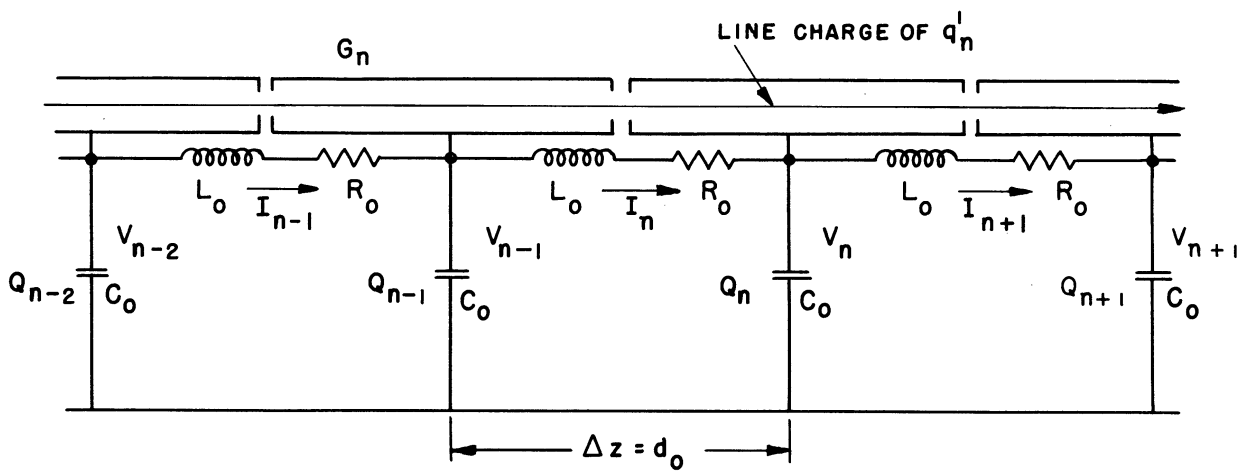 LINE CHARGE OF q'n
Gn
Lo In-1 Ro Lo In Ro Lo In+1 Ro
Vn-2 Vn-1 Vn Vn+1
Qn-2 Co Qn-1 Co Qn Co Qn+1 Co
Δz = do